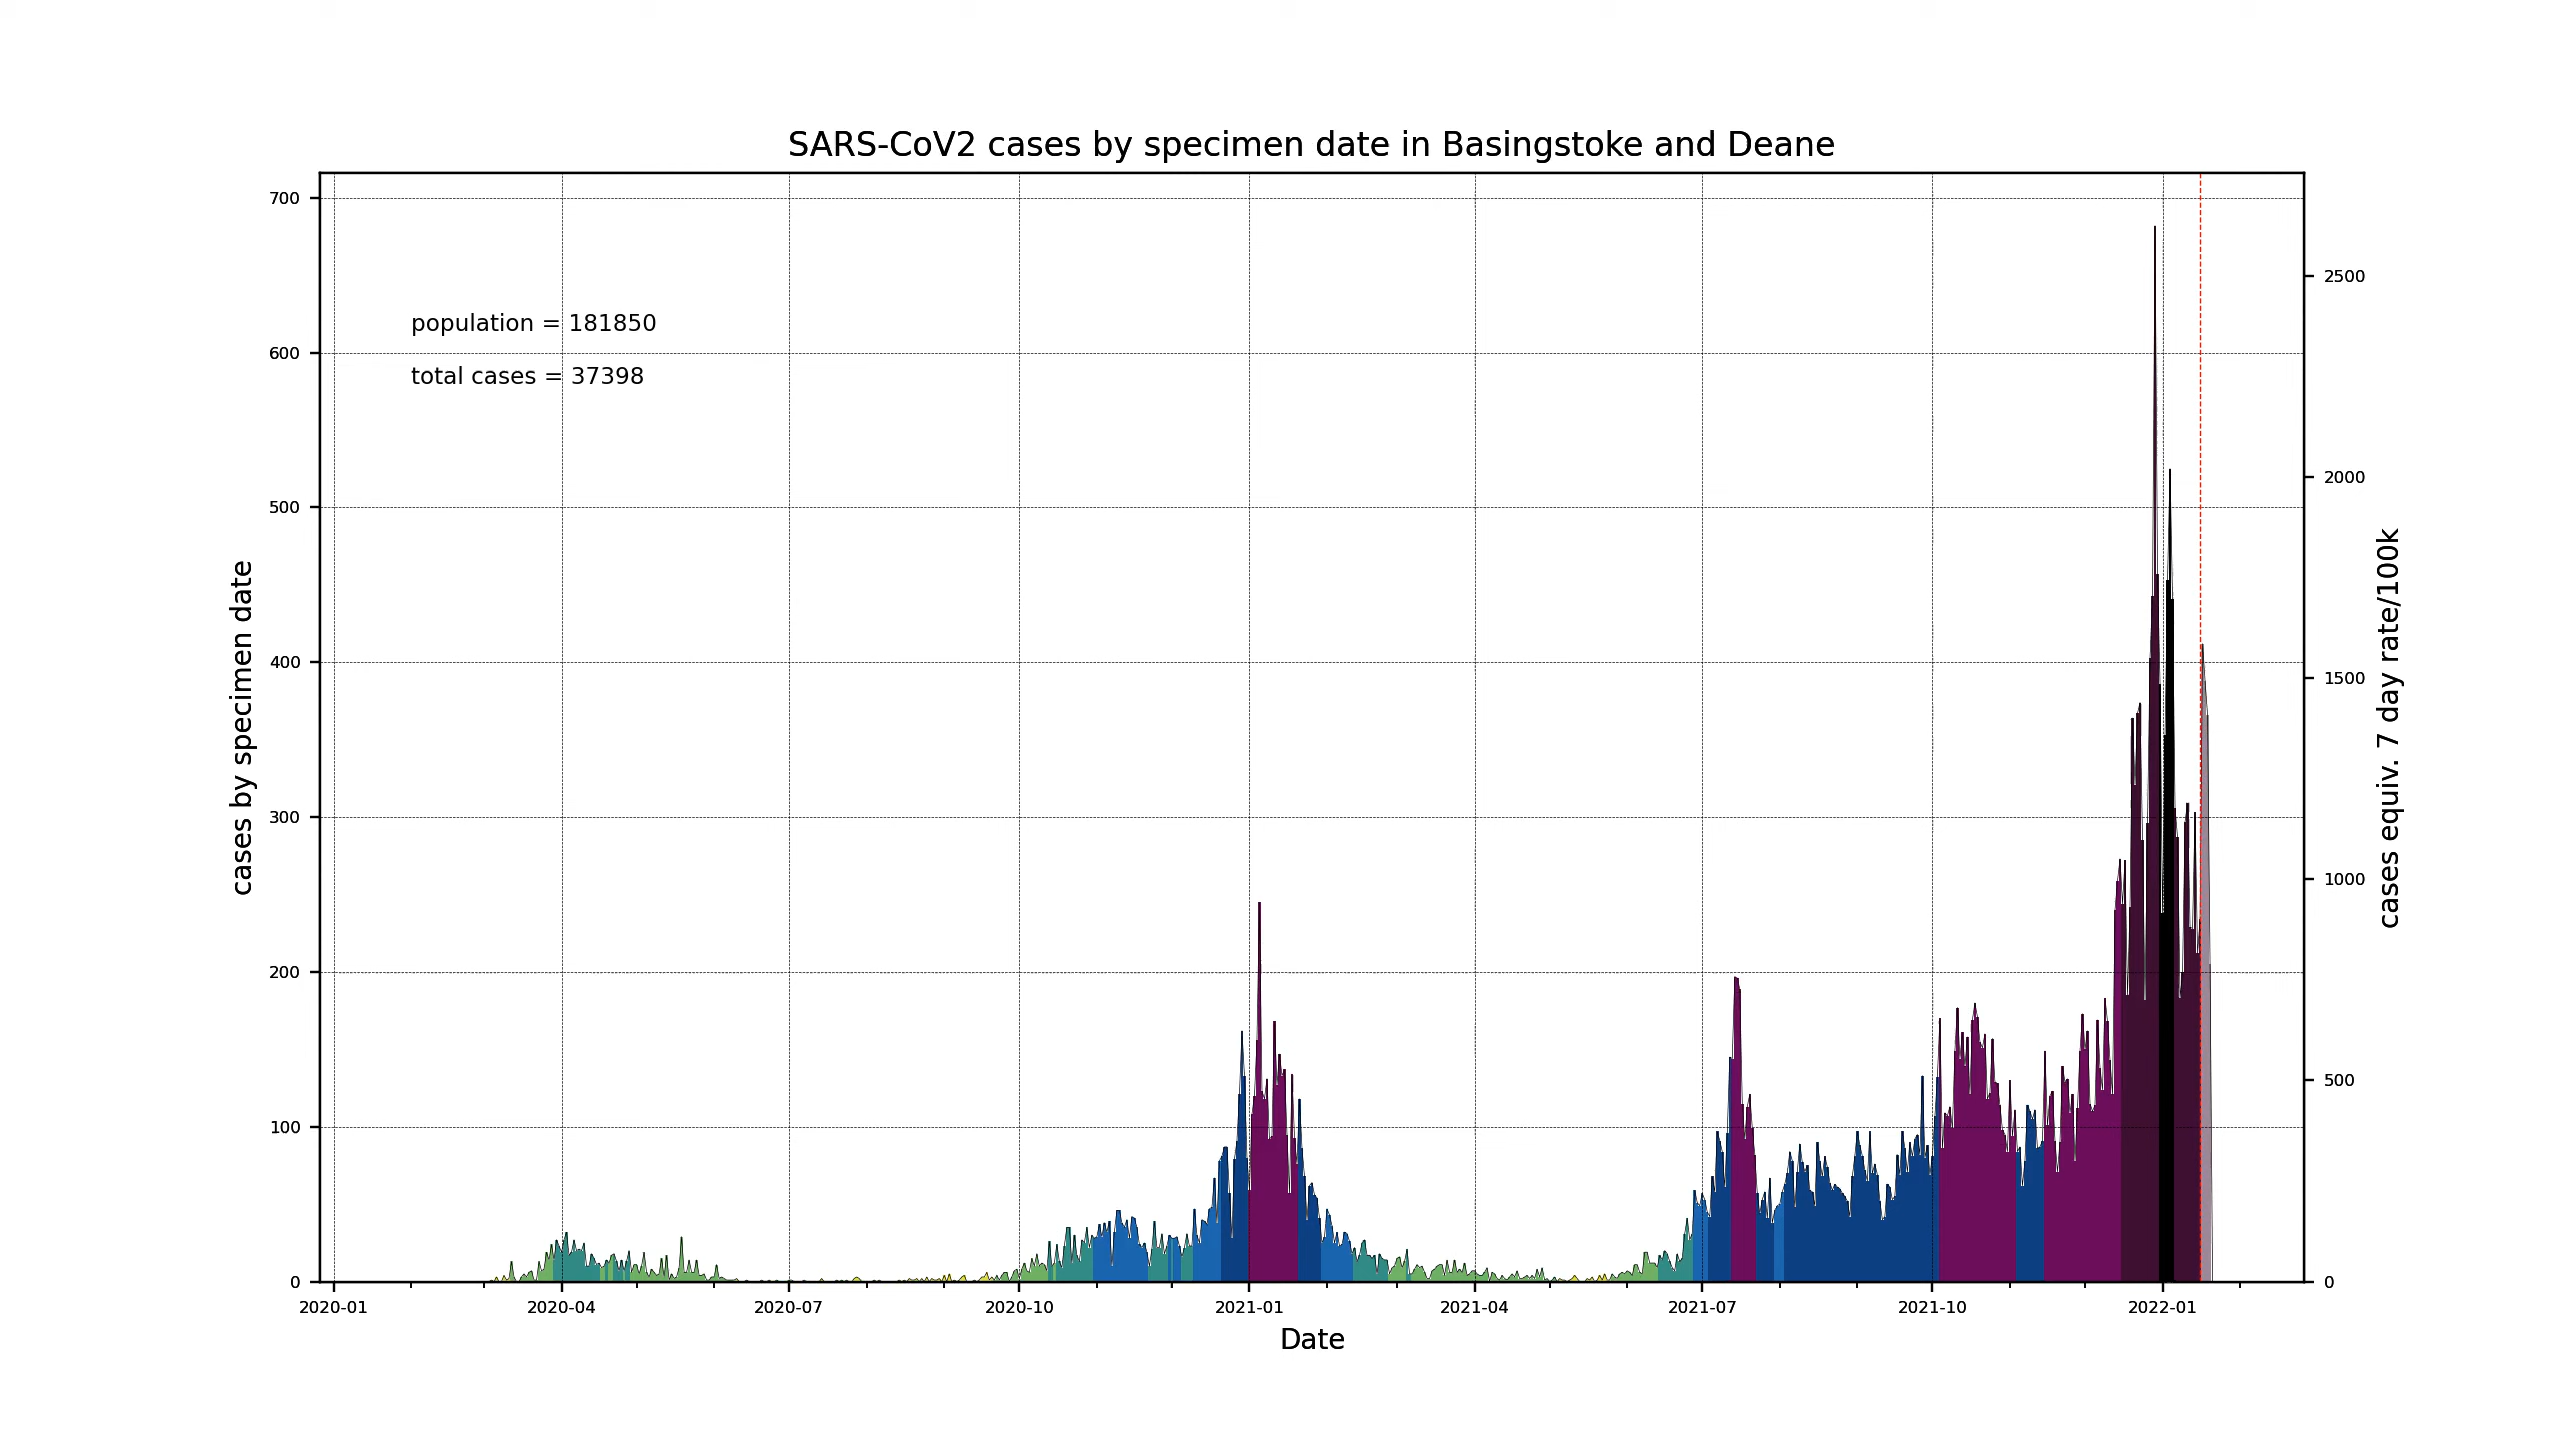 SARS-CoV2 cases by specimen date in Basingstoke and Deane
population = 181850
total cases = 37398
cases by specimen date
700
600
500
400
300
200
100
0
2500
2000
1500
1000
500
0
cases equiv. 7 day rate/100k
2020-01 2020-04 2020-07 2020-10 2021-01 2021-04 2021-07 2021-10 2022-01
Date